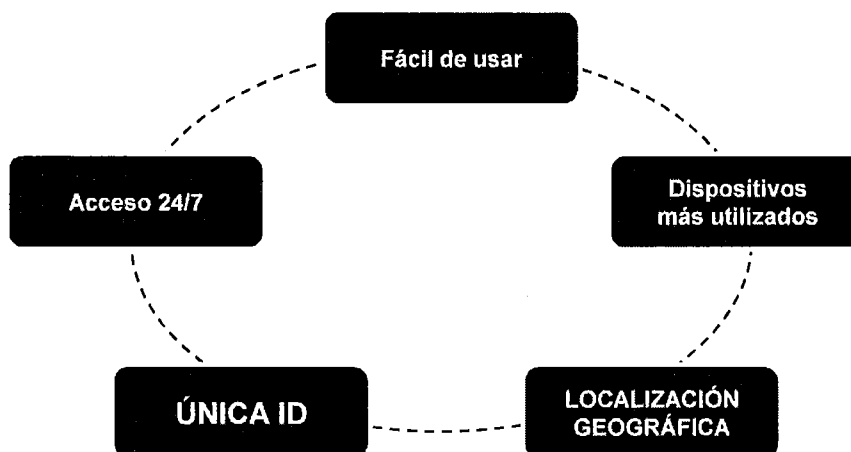 Fácil de usar
Acceso 24/7
Dispositivos
más utilizados
ÚNICA ID
LOCALIZACIÓN
GEOGRÁFICA